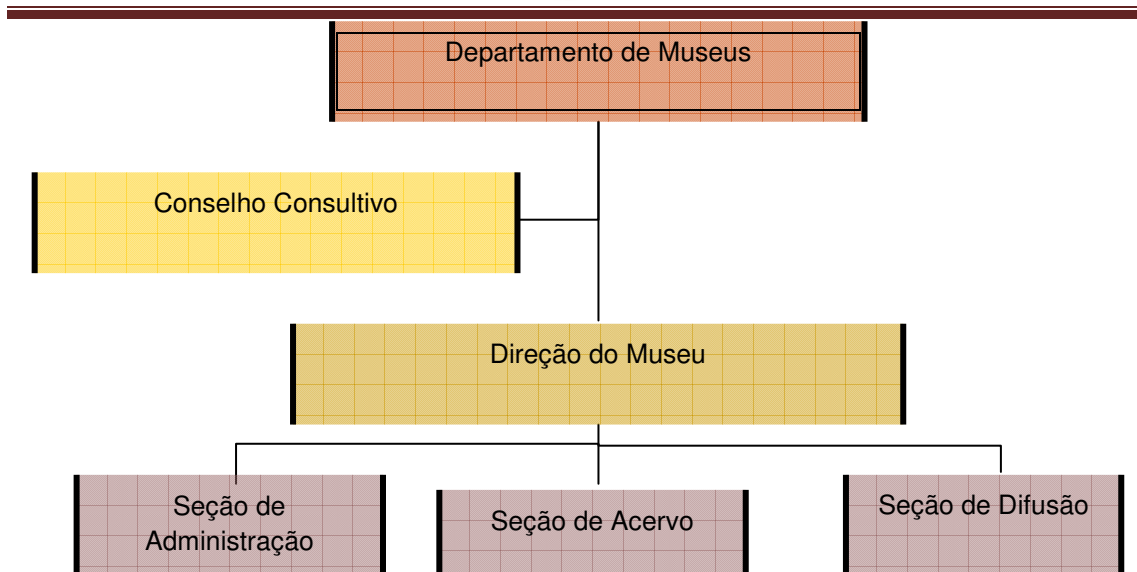 Departamento de Museus
Conselho Consultivo
Direção do Museu
Seção de
Administração
Seção de Acervo
Seção de Difusão